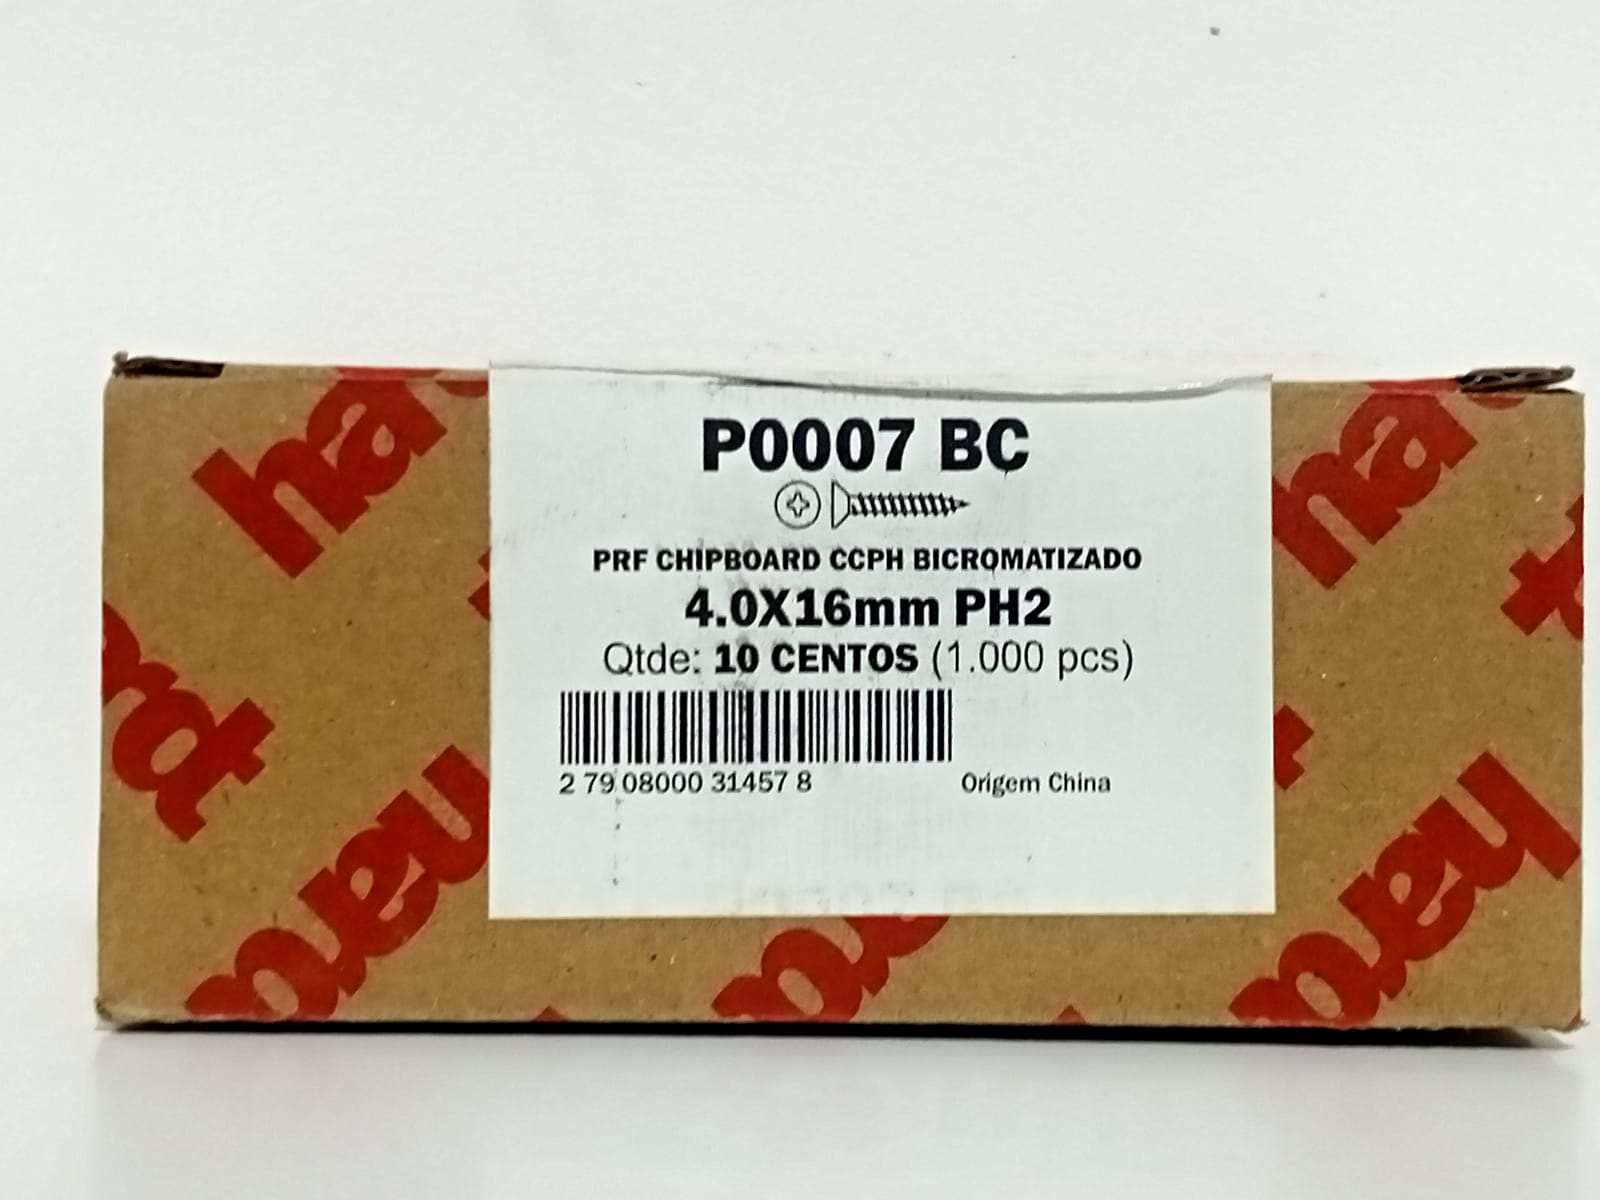 P0007 BC
PRF CHIPBOARD CCPH BICROMATIZADO
4.0X16mm PH2
Qtde: 10 CENTOS (1.000 pcs)
2 79 08000 31457 8
Origem China